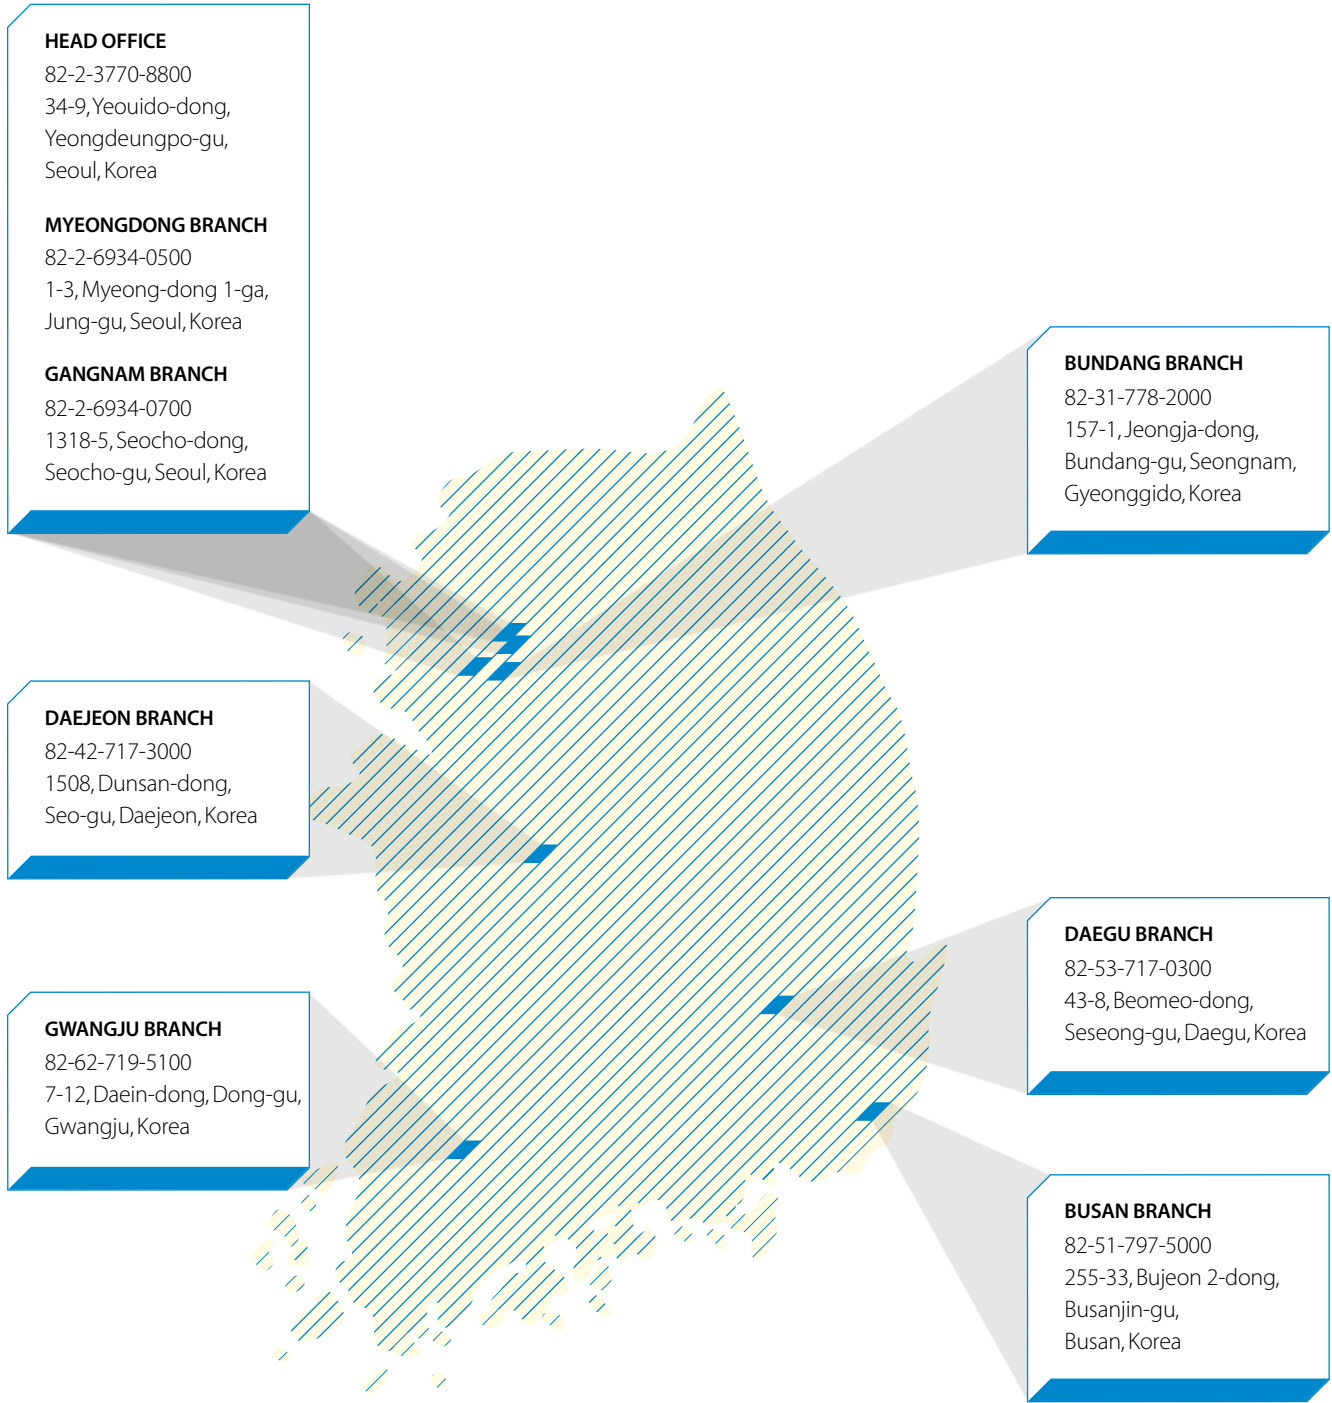 HEAD OFFICE
82-2-3770-8800
34-9, Yeouido-dong,
Yeongdeungpo-gu,
Seoul, Korea
MYEONGDONG BRANCH
82-2-6934-0500
1-3, Myeong-dong 1-ga,
Jung-gu, Seoul, Korea
GANGNAM BRANCH
82-2-6934-0700
1318-5, Seocho-dong,
Seocho-gu, Seoul, Korea
BUNDANG BRANCH
82-31-778-2000
157-1, Jeongja-dong,
Bundang-gu, Seongnam,
Gyeonggido, Korea
DAEJEON BRANCH
82-42-717-3000
1508, Dunsan-dong,
Seo-gu, Daejeon, Korea
DAEGU BRANCH
82-53-717-0300
43-8, Beomeo-dong,
Seseong-gu, Daegu, Korea
GWANGJU BRANCH
82-62-719-5100
7-12, Daein-dong, Dong-gu,
Gwangju, Korea
BUSAN BRANCH
82-51-797-5000
255-33, Bujeon 2-dong,
Busanjin-gu,
Busan, Korea